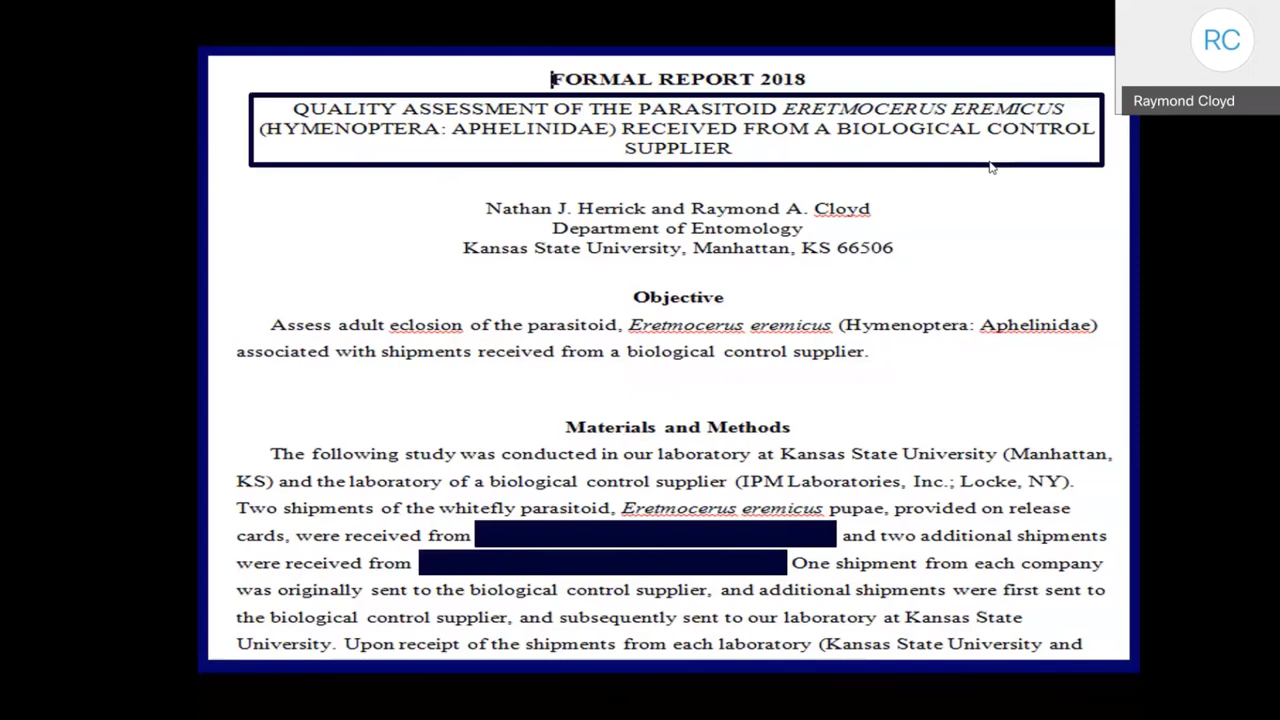 RC
Raymond Cloyd
FORMAL REPORT 2018
QUALITY ASSESSMENT OF THE PARASITOID ERETMOCERUS EREMICUS
(HYMENOPTERA: APHELINIDAE) RECEIVED FROM A BIOLOGICAL CONTROL
SUPPLIER
Nathan J. Herrick and Raymond A. Cloyd
Department of Entomology
Kansas State University, Manhattan, KS 66506
Objective
Assess adult eclosion of the parasitoid, Eretmocerus eremicus (Hymenoptera: Aphelinidae)
associated with shipments received from a biological control supplier.
Materials and Methods
The following study was conducted in our laboratory at Kansas State University (Manhattan,
KS) and the laboratory of a biological control supplier (IPM Laboratories, Inc.; Locke, NY).
Two shipments of the whitefly parasitoid, Eretmocerus eremicus pupae, provided on release
cards, were received from and two additional shipments
were received from One shipment from each company
was originally sent to the biological control supplier, and additional shipments were first sent to
the biological control supplier, and subsequently sent to our laboratory at Kansas State
University. Upon receipt of the shipments from each laboratory (Kansas State University and